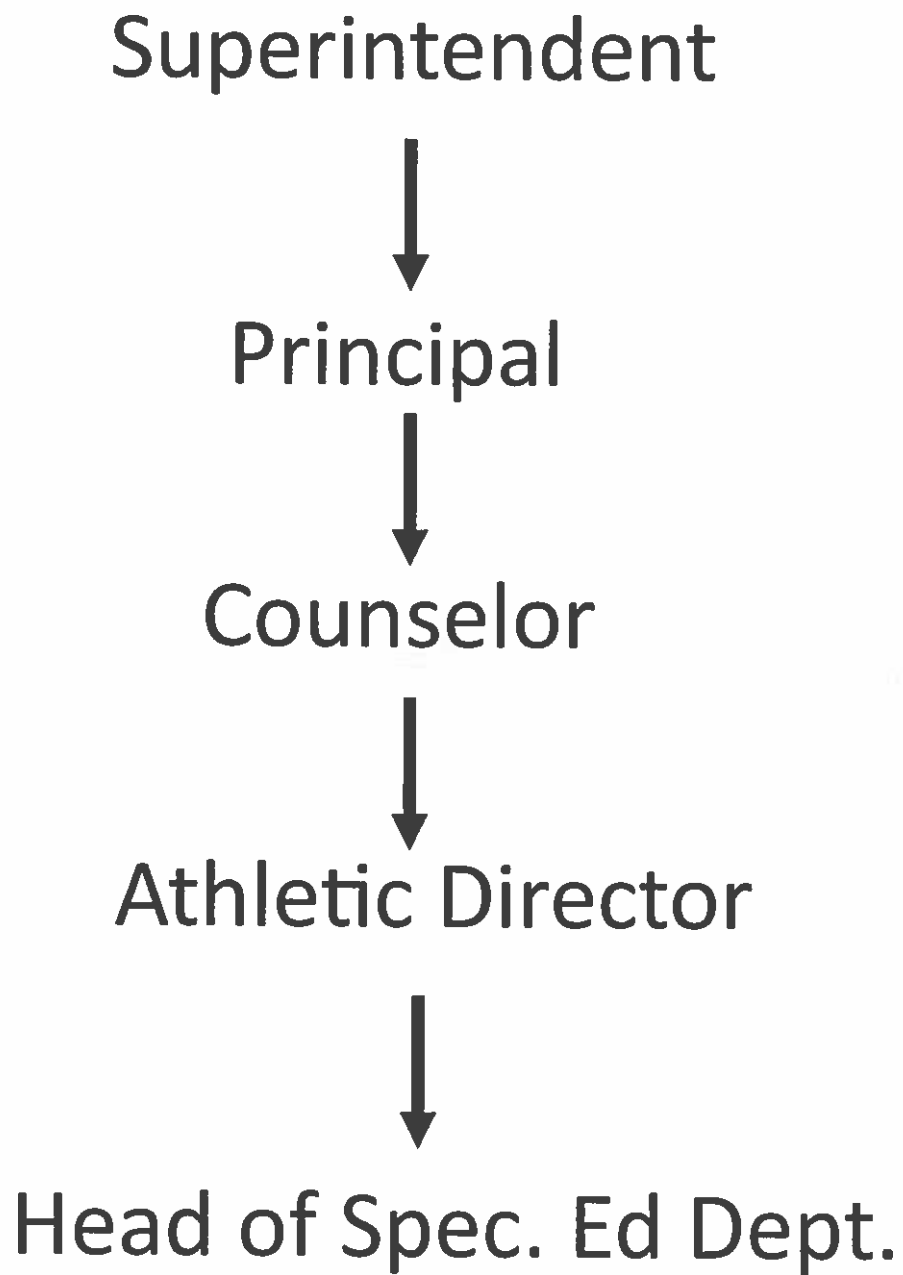 Superintendent
Principal
Counselor
Athletic Director
Head of Spec. Ed Dept.